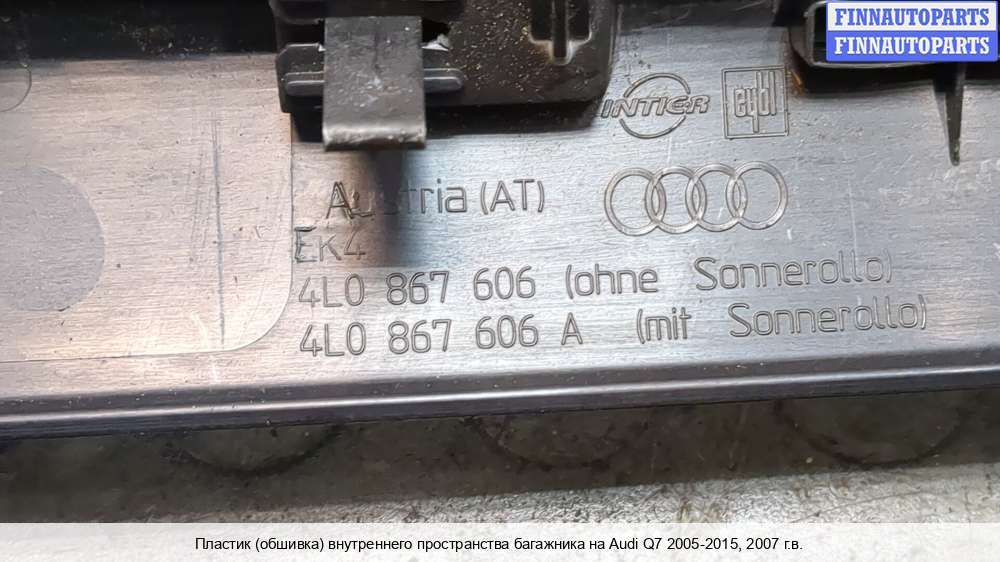 FINNAUTOPARTS
FINNAUTOPARTS
INTIER
eybl
Austria (AT)
EK4
4L0 867 606 (ohne Sonnerollo)
4L0 867 606 A (mit Sonnerollo)
Пластик (обшивка) внутреннего пространства багажника на Audi Q7 2005-2015, 2007 г.в.